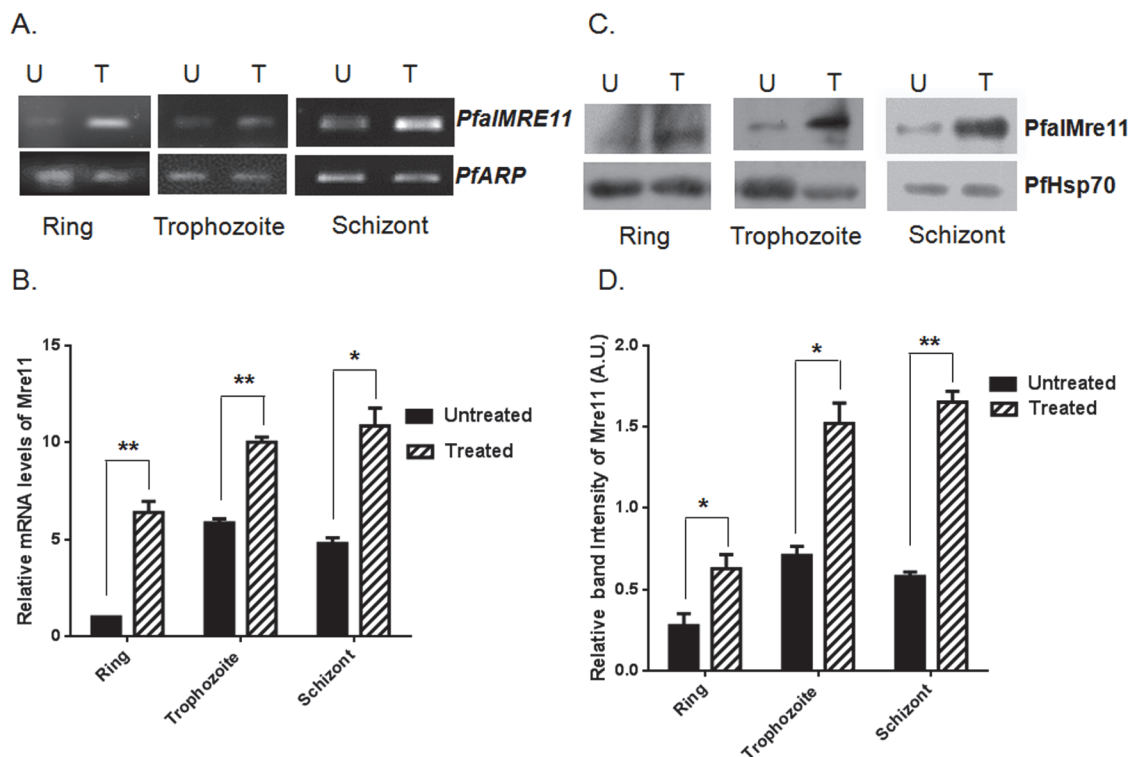 A.
U T U T U T
PfalMRE11
PfARP
Ring Trophozoite Schizont
B.
Relative mRNA levels of Mre11
15
10
5
0
** ** *
Untreated
Treated
Ring Trophozoite Schizont
C.
U T U T U T
PfalMre11
PfHsp70
Ring Trophozoite Schizont
D.
Relative band Intensity of Mre11 (A.U.)
2.0
1.5
1.0
0.5
0.0
* * **
Untreated
Treated
Ring Trophozoite Schizont